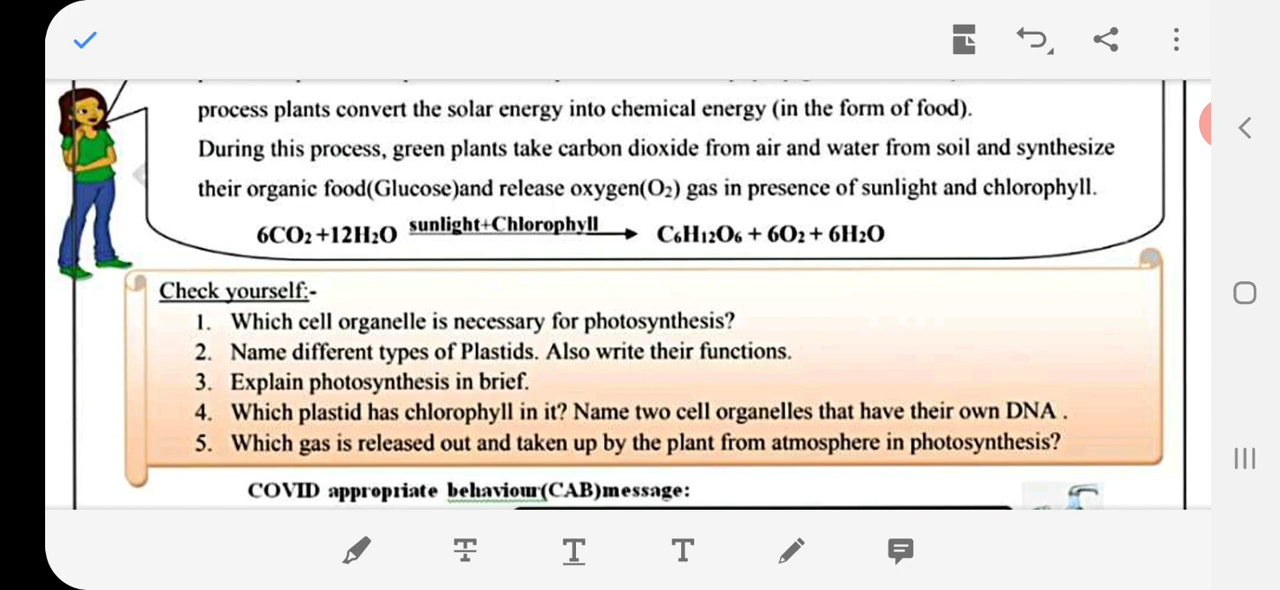 process plants convert the solar energy into chemical energy (in the form of food).
During this process, green plants take carbon dioxide from air and water from soil and synthesize
their organic food(Glucose)and release oxygen(O₂) gas in presence of sunlight and chlorophyll.
6CO₂ +12H₂O sunlight+Chlorophyll C₆H₁₂O₆ + 6O₂ + 6H₂O
Check yourself:-
1. Which cell organelle is necessary for photosynthesis?
2. Name different types of Plastids. Also write their functions.
3. Explain photosynthesis in brief.
4. Which plastid has chlorophyll in it? Name two cell organelles that have their own DNA .
5. Which gas is released out and taken up by the plant from atmosphere in photosynthesis?
COVID appropriate behaviour(CAB)message: